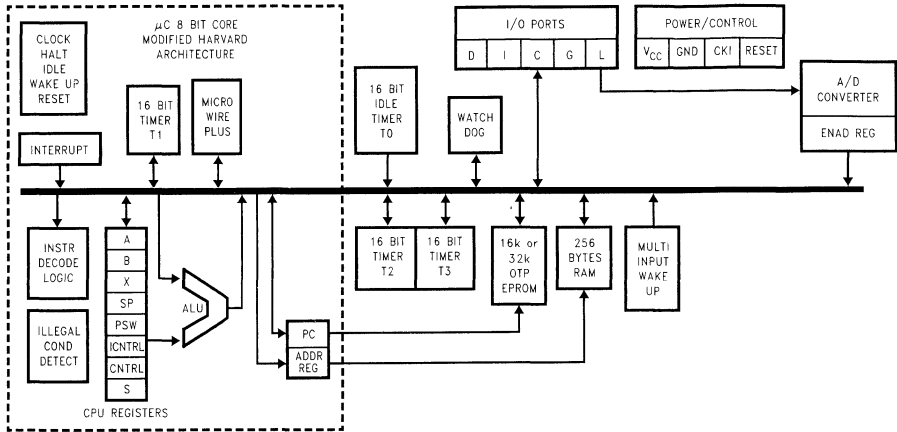 μC 8 BIT CORE
MODIFIED HARVARD
ARCHITECTURE
CLOCK
HALT
IDLE
WAKE UP
RESET
INTERRUPT
16 BIT
TIMER
T1
MICRO
WIRE
PLUS
16 BIT
IDLE
TIMER
T0
WATCH
DOG
I/O PORTS
D I C G L
POWER/CONTROL
VCC GND CKI RESET
A/D
CONVERTER
ENAD REG
INSTR
DECODE
LOGIC
ILLEGAL
COND
DETECT
A
B
X
SP
PSW
ICNTRL
CNTRL
S
CPU REGISTERS
ALU
PC
ADDR
REG
16 BIT
TIMER
T2
16 BIT
TIMER
T3
16k or
32k
OTP
EPROM
256
BYTES
RAM
MULTI
INPUT
WAKE
UP